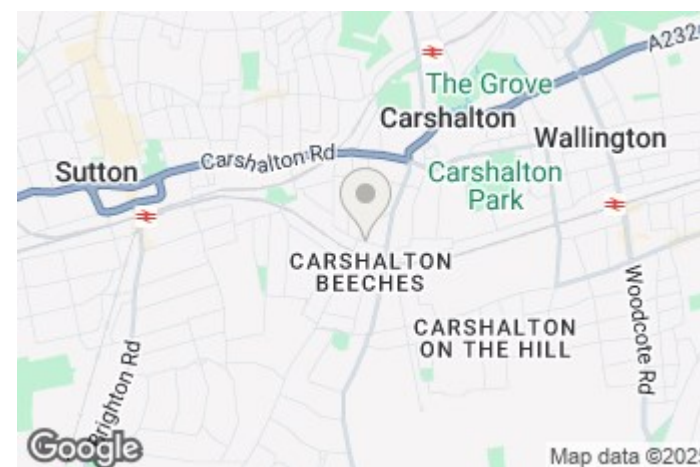 A232
The Grove
Carshalton
Wallington
Carshalton Rd
Sutton
Carshalton
Park
CARSHALTON
BEECHES
CARSHALTON
ON THE HILL
Woodcote Rd
Brighton Rd
Google
Map data ©202